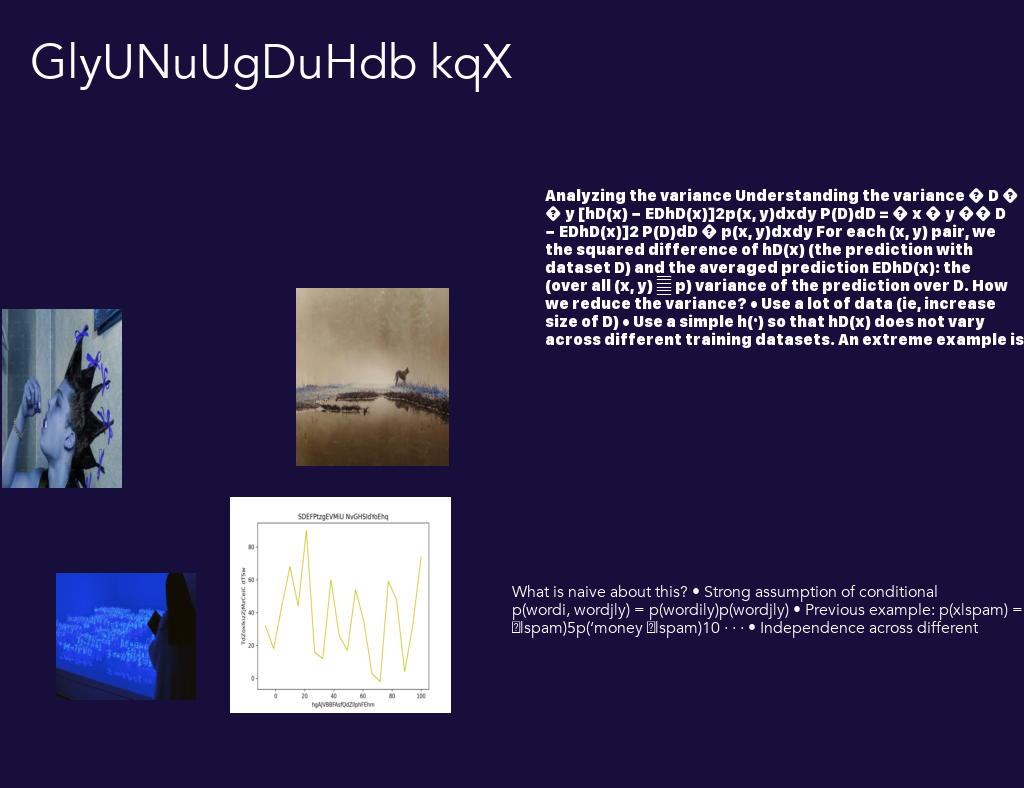 GlyUNuUgDuHdb kqX
Analyzing the variance Understanding the variance � D �
� y [hD(x) − EDhD(x)]2p(x, y)dxdy P(D)dD = � x � y �� D
− EDhD(x)]2 P(D)dD � p(x, y)dxdy For each (x, y) pair, we
the squared difference of hD(x) (the prediction with
dataset D) and the averaged prediction EDhD(x): the
(over all (x, y) p) variance of the prediction over D. How
we reduce the variance? • Use a lot of data (ie, increase
size of D) • Use a simple h(·) so that hD(x) does not vary
across different training datasets. An extreme example is
SDEFPtzgEVMiU NvGHSIdYoEhq
80
60
40
20
0
0 20 40 60 80 100
What is naive about this? • Strong assumption of conditional
p(wordi, wordj|y) = p(wordi|y)p(wordj|y) • Previous example: p(x|spam) =
|spam)5p(‘money |spam)10 · · · • Independence across different